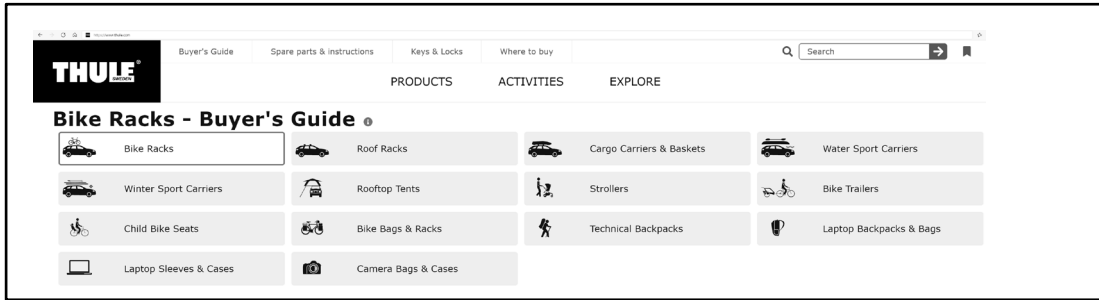 Buyer's Guide Spare parts & instructions Keys & Locks Where to buy Search
THULE®
SWEDEN
PRODUCTS ACTIVITIES EXPLORE
Bike Racks - Buyer's Guide
Bike Racks Roof Racks Cargo Carriers & Baskets Water Sport Carriers
Winter Sport Carriers Rooftop Tents Strollers Bike Trailers
Child Bike Seats Bike Bags & Racks Technical Backpacks Laptop Backpacks & Bags
Laptop Sleeves & Cases Camera Bags & Cases